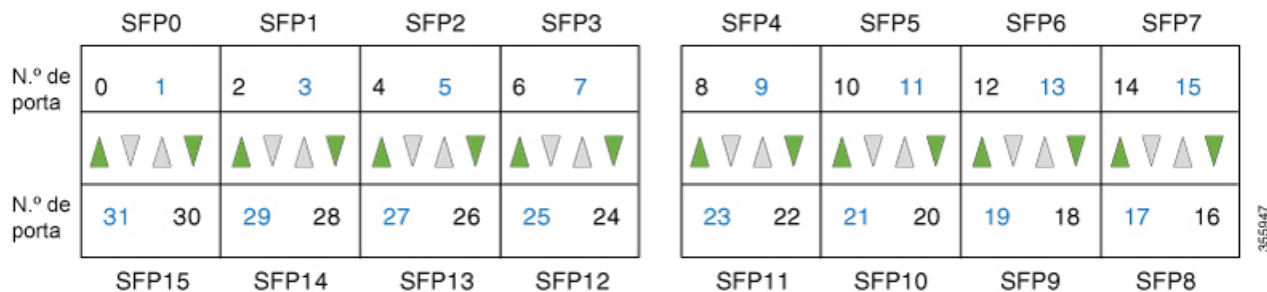 SFP0 SFP1 SFP2 SFP3 SFP4 SFP5 SFP6 SFP7
N.º de porta 0 1 2 3 4 5 6 7 8 9 10 11 12 13 14 15
N.º de porta 31 30 29 28 27 26 25 24 23 22 21 20 19 18 17 16
SFP15 SFP14 SFP13 SFP12 SFP11 SFP10 SFP9 SFP8
355947